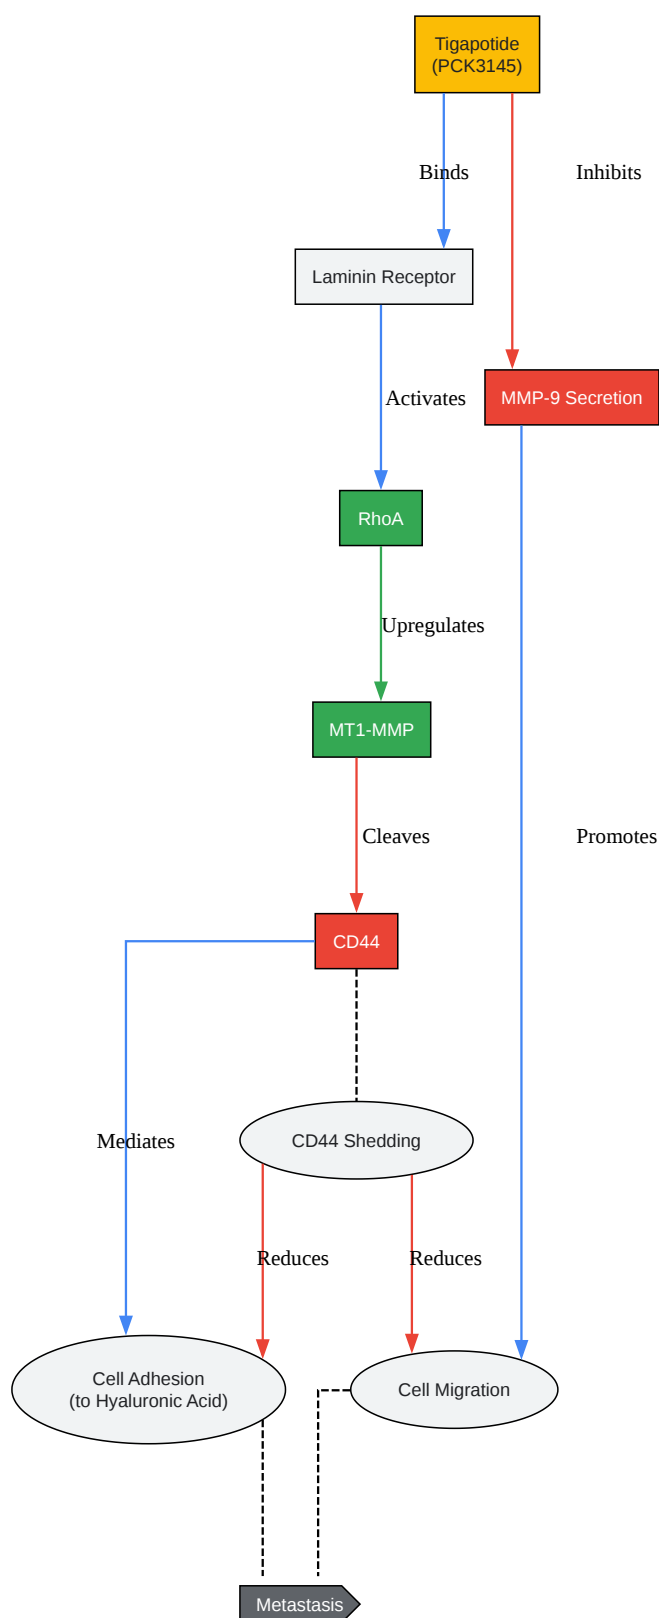 Tigapotide
(PCK3145)
Binds
Inhibits
Laminin Receptor
Activates
MMP-9 Secretion
RhoA
Upregulates
MT1-MMP
Cleaves
Promotes
CD44
Mediates
CD44 Shedding
Reduces
Reduces
Cell Adhesion
(to Hyaluronic Acid)
Cell Migration
Metastasis